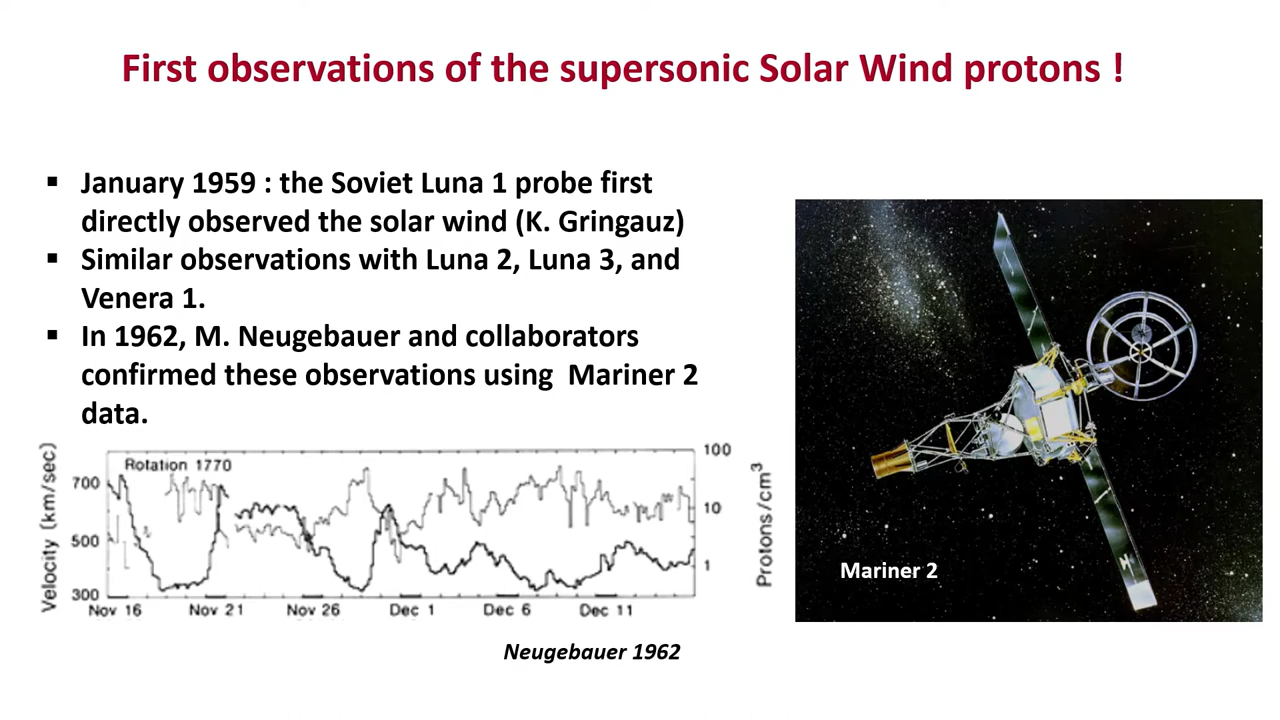 First observations of the supersonic Solar Wind protons !
▪ January 1959 : the Soviet Luna 1 probe first
directly observed the solar wind (K. Gringauz)
▪ Similar observations with Luna 2, Luna 3, and
Venera 1.
▪ In 1962, M. Neugebauer and collaborators
confirmed these observations using Mariner 2
data.
Velocity (km/sec)
700
500
300
Rotation 1770
100
10
1
Protons/cm³
Nov 16 Nov 21 Nov 26 Dec 1 Dec 6 Dec 11
Neugebauer 1962
Mariner 2